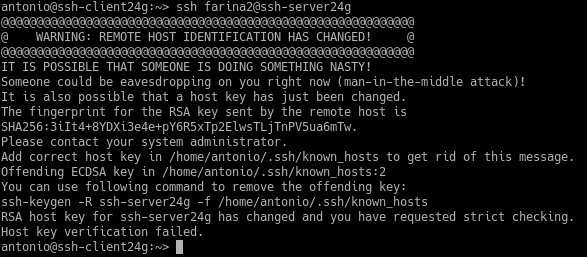 antonio@ssh-client24g:~> ssh farina2@ssh-server24g
@@@@@@@@@@@@@@@@@@@@@@@@@@@@@@@@@@@@@@@@@@@@@@@@@@@@@@@@@@@
@    WARNING: REMOTE HOST IDENTIFICATION HAS CHANGED!     @
@@@@@@@@@@@@@@@@@@@@@@@@@@@@@@@@@@@@@@@@@@@@@@@@@@@@@@@@@@@
IT IS POSSIBLE THAT SOMEONE IS DOING SOMETHING NASTY!
Someone could be eavesdropping on you right now (man-in-the-middle attack)!
It is also possible that a host key has just been changed.
The fingerprint for the RSA key sent by the remote host is
SHA256:3iIt4+8YDXi3e4e+pY6R5xTp2ElwsTLjTnPV5ua6mTw.
Please contact your system administrator.
Add correct host key in /home/antonio/.ssh/known_hosts to get rid of this message.
Offending ECDSA key in /home/antonio/.ssh/known_hosts:2
You can use following command to remove the offending key:
ssh-keygen -R ssh-server24g -f /home/antonio/.ssh/known_hosts
RSA host key for ssh-server24g has changed and you have requested strict checking.
Host key verification failed.
antonio@ssh-client24g:~>